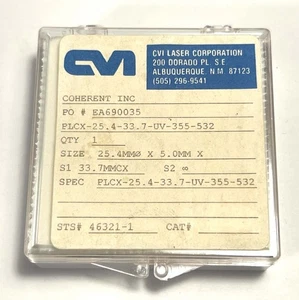 CVI
CVI LASER CORPORATION
200 DORADO PL. S.E.
ALBUQUERQUE, N.M. 87123
(505) 296-9541
COHERENT INC
PO # EA690035
PLCX-25.4-33.7-UV-355-532
QTY 1
SIZE 25.4MMø X 5.0MM X
S1 33.7MMCX S2 ∞
SPEC PLCX-25.4-33.7-UV-355-532
STS# 46321-1 CAT#